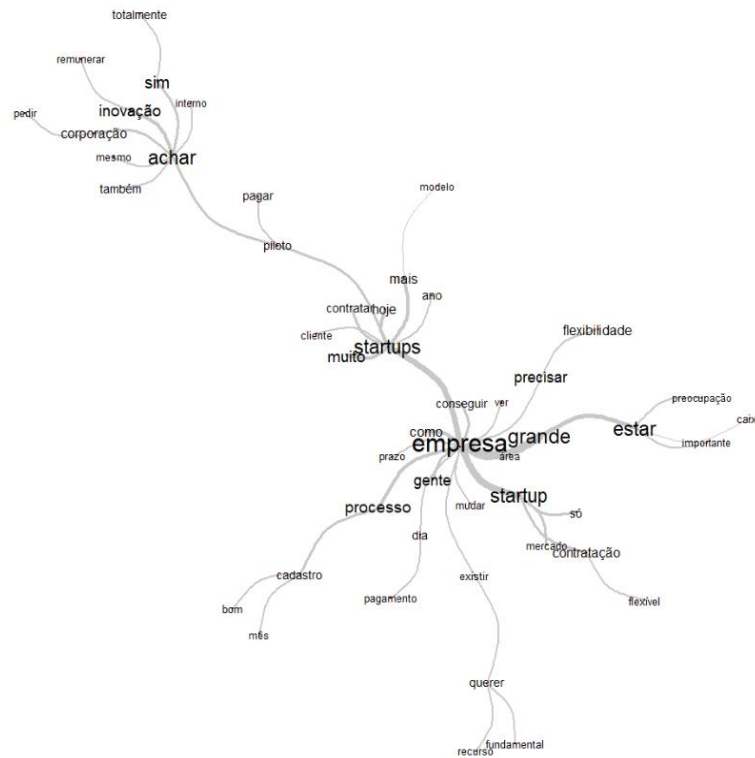 totalmente
remunerar
sim
interno
inovação
pedir
corporação
mesmo
achar
também
modelo
pagar
piloto
mais
ano
contratar
hoje
cliente
startups
muito
flexibilidade
precisar
preocupação
conseguir
ver
caix
como
grande
estar
importante
empresa
prazo
área
gente
startup
processo
mudar
só
dia
mercado
contratação
cadastro
existir
pagamento
flexível
bom
mês
querer
fundamental
recurso